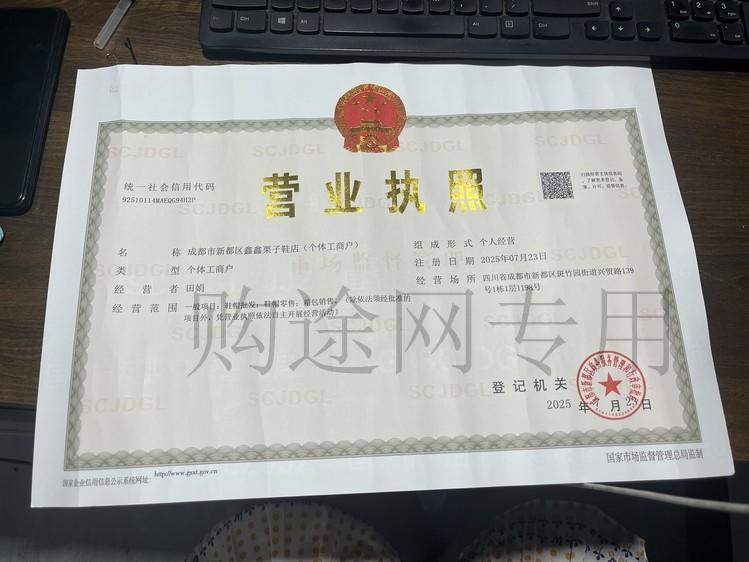 营业执照
统一社会信用代码
92510114MAEQG94H2P
扫描经营主体信息码
，了解更多登记、备
案、许可、监管信息
名 称 成都市新都区鑫鑫栗子鞋店（个体工商户）
类 型 个体工商户
经 营 者 田娟
经 营 范 围 一般项目：鞋帽批发；鞋帽零售；箱包销售。（除依法须经批准的
项目外，凭营业执照依法自主开展经营活动）
组 成 形 式 个人经营
注 册 日 期 2025年07月23日
经 营 场 所 四川省成都市新都区斑竹园街道兴贸路139
号1栋1层1198号
购途网专用
SCJDGL
市场监督
登记机关
2025 年 月 23 日
国家企业信用信息公示系统网址：http://www.gsxt.gov.cn
国家市场监督管理总局监制